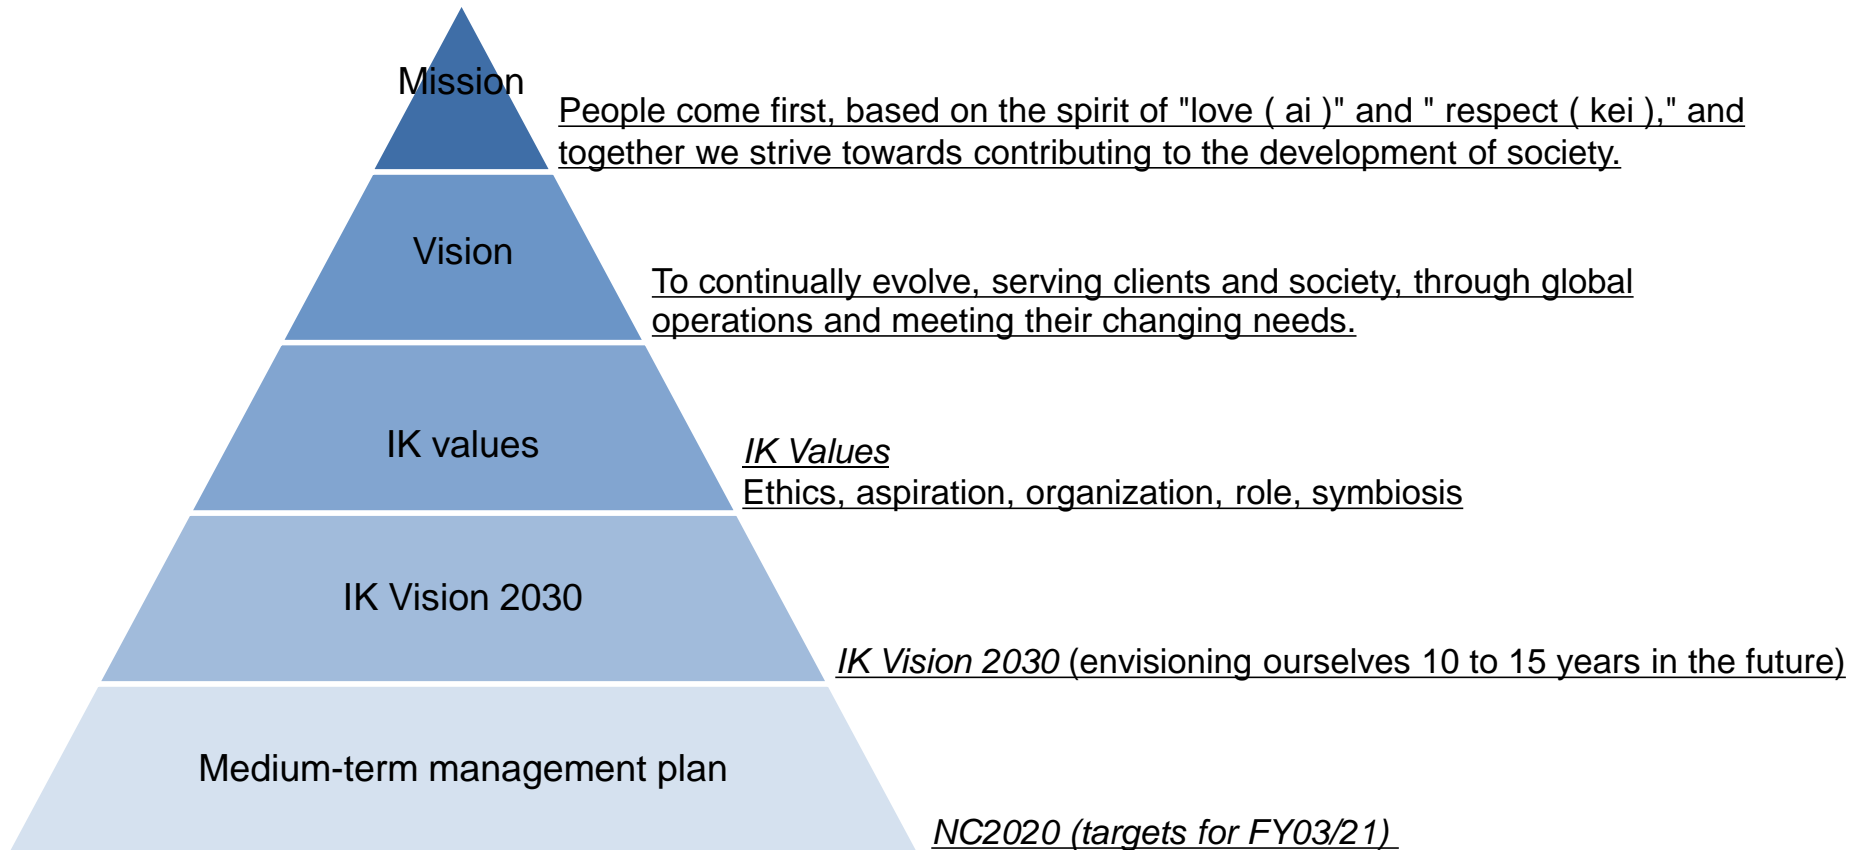 Mission
People come first, based on the spirit of "love ( ai )" and " respect ( kei )," and
together we strive towards contributing to the development of society.
Vision
To continually evolve, serving clients and society, through global
operations and meeting their changing needs.
IK values
IK Values
Ethics, aspiration, organization, role, symbiosis
IK Vision 2030
IK Vision 2030 (envisioning ourselves 10 to 15 years in the future)
Medium-term management plan
NC2020 (targets for FY03/21)